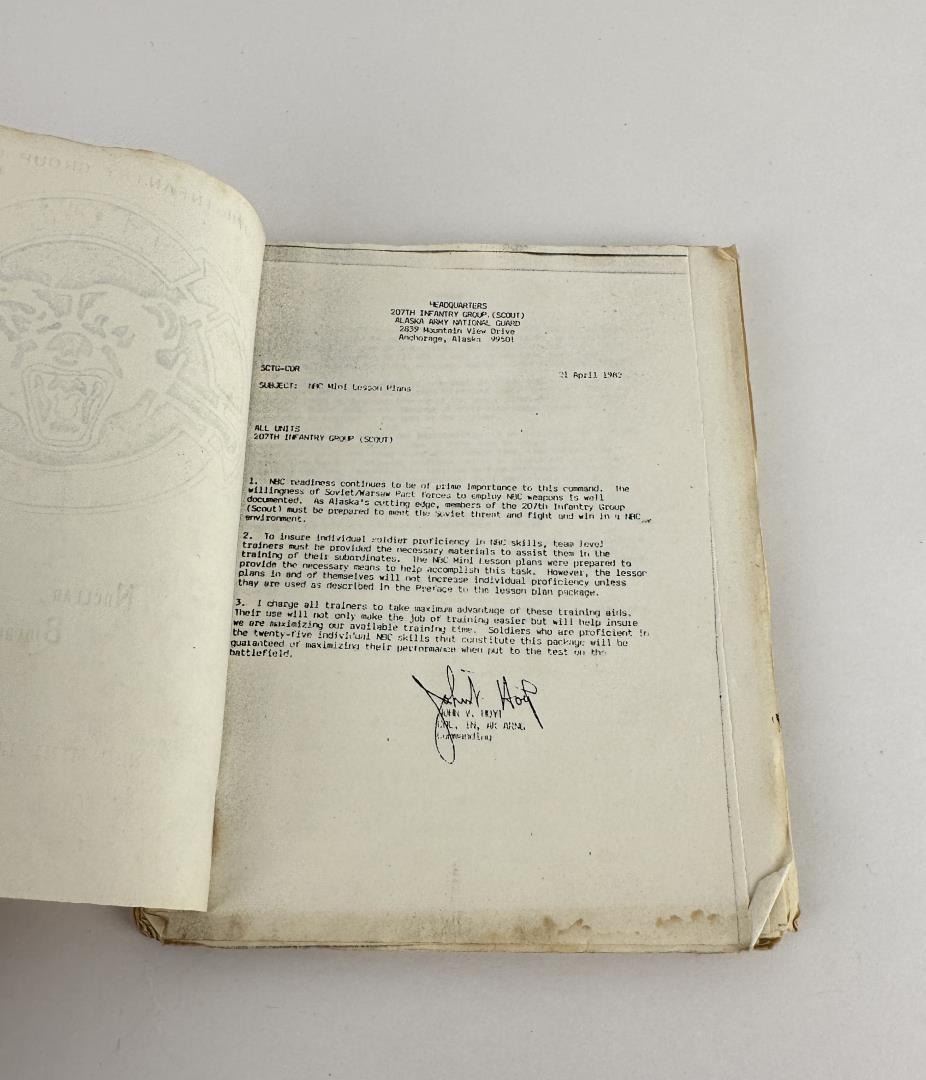 HEADQUARTERS
207TH INFANTRY GROUP (SCOUT)
ALASKA ARMY NATIONAL GUARD
2839 Mountain View Drive
Anchorage, Alaska 99501
SCTG-CDR
21 April 1982
SUBJECT: NBC Mini Lesson Plans
ALL UNITS
207TH INFANTRY GROUP (SCOUT)
1. NBC readiness continues to be of prime importance to this command. The
willingness of Soviet/Warsaw Pact forces to employ NBC weapons is well
documented. As Alaska's cutting edge, members of the 207th Infantry Group
(Scout) must be prepared to meet the Soviet threat and fight and win in a NBC
environment.
2. To insure individual soldier proficiency in NBC skills, team level
trainers must be provided the necessary materials to assist them in the
training of their subordinates. The NBC Mini Lesson plans were prepared to
provide the necessary means to help accomplish this task. However, the lesson
plans in and of themselves will not increase individual proficiency unless
they are used as described in the Preface to the lesson plan package.
3. I charge all trainers to take maximum advantage of these training aids.
Their use will not only make the job of training easier but will help insure
we are maximizing our available training time. Soldiers who are proficient in
the twenty-five individual NBC skills that constitute this package will be
guaranteed of maximizing their performance when put to the test on the
battlefield.
JOHN V. HOYT
COL, IN, AK ARNG
Commanding
INFANTRY GROUP
NUCLEAR